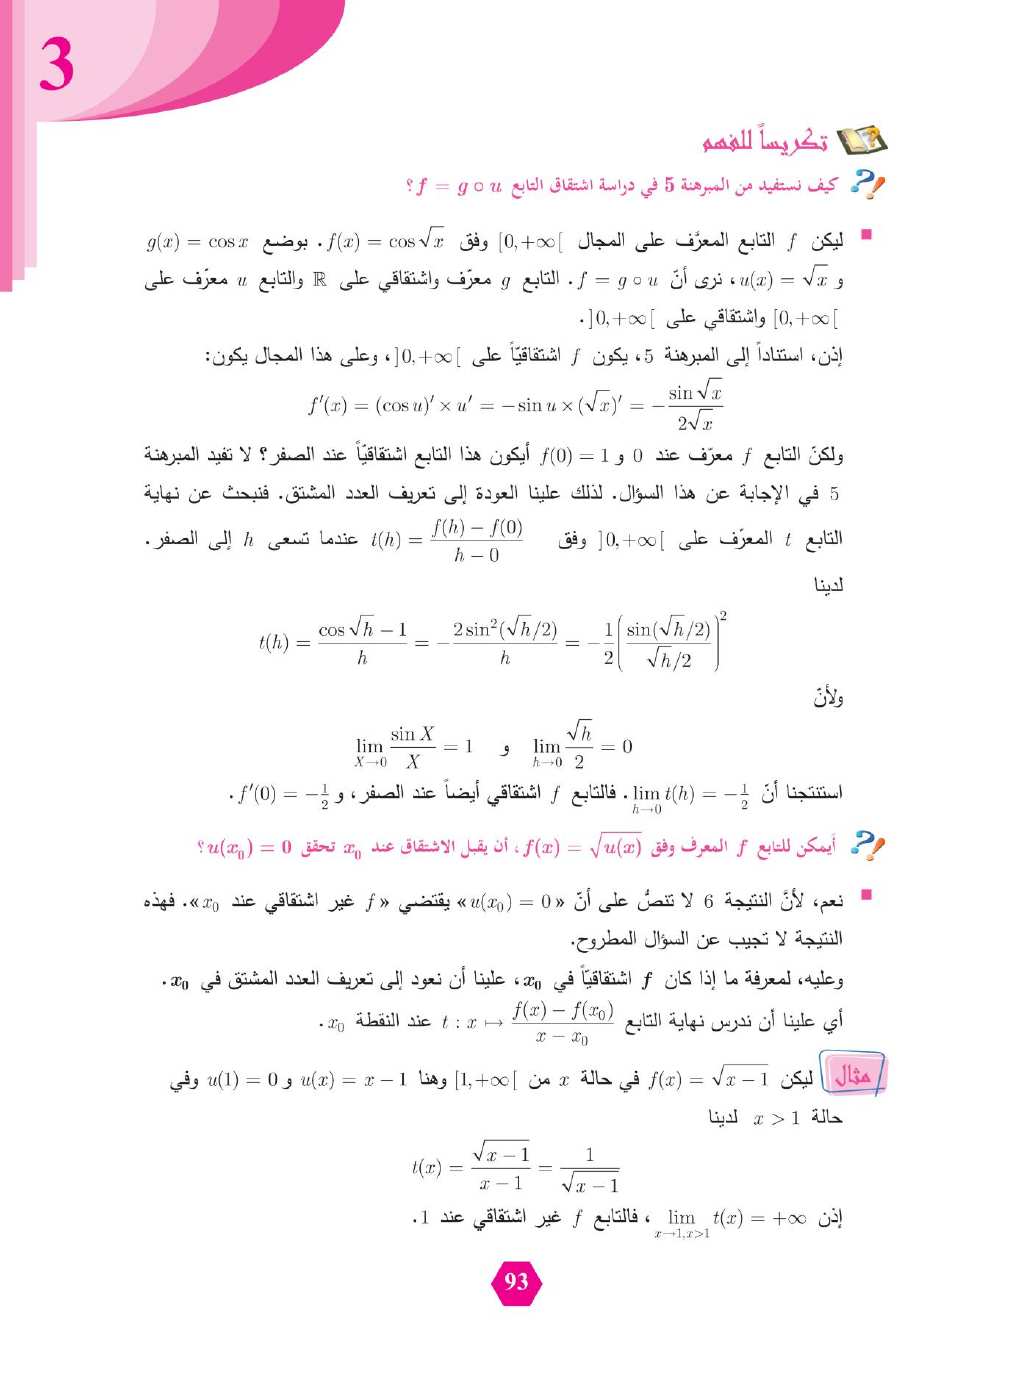 3
تكريساً للفهم
كيف نستفيد من المبرهنة 5 في دراسة اشتقاق التابع f = g ∘ u ؟
ليكن f التابع المعرَّف على المجال [0,+∞[ وفق f(x) = cos √x. بوضع g(x) = cos x
و u(x) = √x، نرى أنّ f = g ∘ u. التابع g معرّف واشتقاقي على ℝ والتابع u معرّف على
[0,+∞[ واشتقاقي على ]0,+∞[.
إذن، استناداً إلى المبرهنة 5، يكون f اشتقاقيّاً على ]0,+∞[، وعلى هذا المجال يكون:
f′(x) = (cos u)′ × u′ = −sin u × (√x)′ = −(sin √x)/(2√x)
ولكنّ التابع f معرّف عند 0 و f(0) = 1 أيكون هذا التابع اشتقاقيّاً عند الصفر؟ لا تفيد المبرهنة
5 في الإجابة عن هذا السؤال. لذلك علينا العودة إلى تعريف العدد المشتق. فنبحث عن نهاية
التابع t المعرّف على ]0,+∞[ وفق t(h) = (f(h) − f(0))/(h − 0) عندما تسعى h إلى الصفر.
لدينا
t(h) = (cos √h − 1)/h = −(2 sin²(√h/2))/h = −1/2 (sin(√h/2)/(√h/2))²
ولأنّ
lim_{X→0} (sin X)/X = 1 و lim_{h→0} √h/2 = 0
استنتجنا أنّ lim_{h→0} t(h) = −1/2. فالتابع f اشتقاقي أيضاً عند الصفر، و f′(0) = −1/2.
أيمكن للتابع f المعرف وفق f(x) = √u(x)، أن يقبل الاشتقاق عند x₀ تحقق u(x₀) = 0؟
نعم، لأنَّ النتيجة 6 لا تنصُّ على أنّ «u(x₀) = 0» يقتضي «f غير اشتقاقي عند x₀». فهذه
النتيجة لا تجيب عن السؤال المطروح.
وعليه، لمعرفة ما إذا كان f اشتقاقيّاً في x₀، علينا أن نعود إلى تعريف العدد المشتق في x₀.
أي علينا أن ندرس نهاية التابع t : x ↦ (f(x) − f(x₀))/(x − x₀) عند النقطة x₀.
مثال ليكن f(x) = √(x − 1) في حالة x من [1,+∞[ وهنا u(x) = x − 1 و u(1) = 0 وفي
حالة x > 1 لدينا
t(x) = √(x − 1)/(x − 1) = 1/√(x − 1)
إذن lim_{x→1,x>1} t(x) = +∞، فالتابع f غير اشتقاقي عند 1.
93